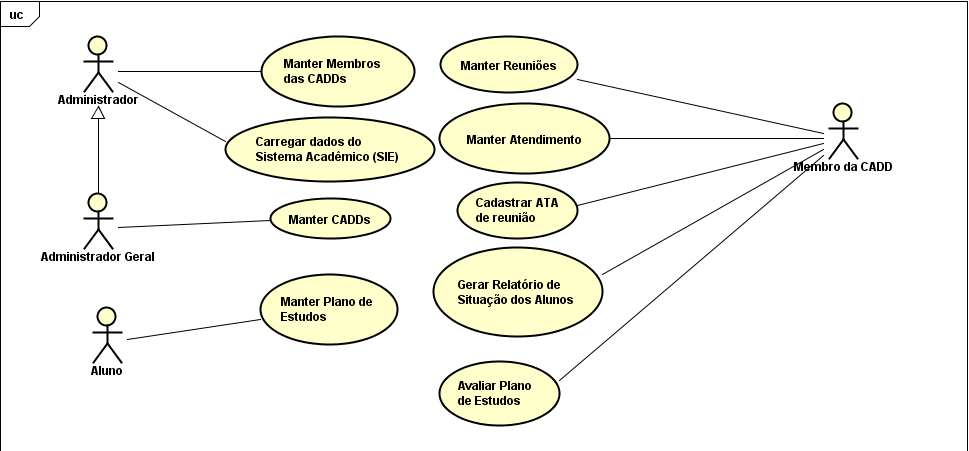 uc
Administrador
Manter Membros
das CADDs
Carregar dados do
Sistema Acadêmico (SIE)
Administrador Geral
Manter CADDs
Aluno
Manter Plano de
Estudos
Manter Reuniões
Manter Atendimento
Cadastrar ATA
de reunião
Gerar Relatório de
Situação dos Alunos
Avaliar Plano
de Estudos
Membro da CADD